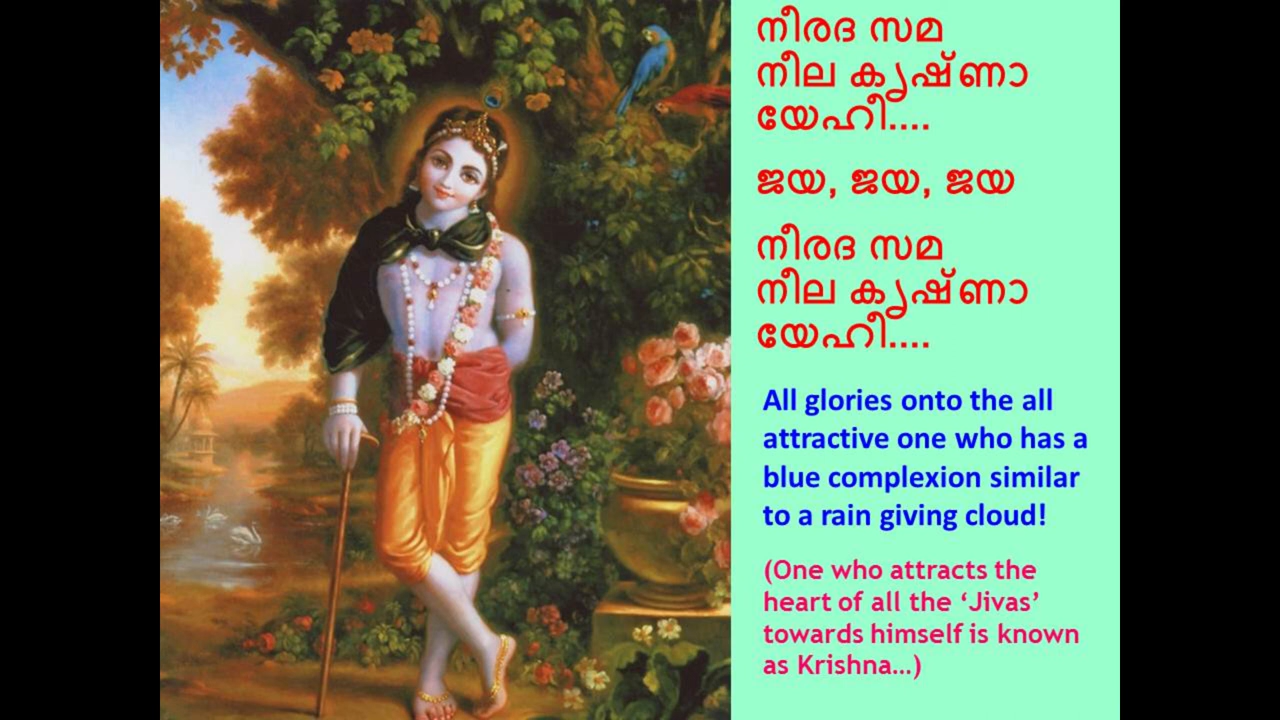 നീരദ സമ
നീല കൃഷ്ണാ
യേഹീ....
ജയ, ജയ, ജയ
നീരദ സമ
നീല കൃഷ്ണാ
യേഹീ....
All glories onto the all
attractive one who has a
blue complexion similar
to a rain giving cloud!
(One who attracts the
heart of all the ‘Jivas’
towards himself is known
as Krishna…)